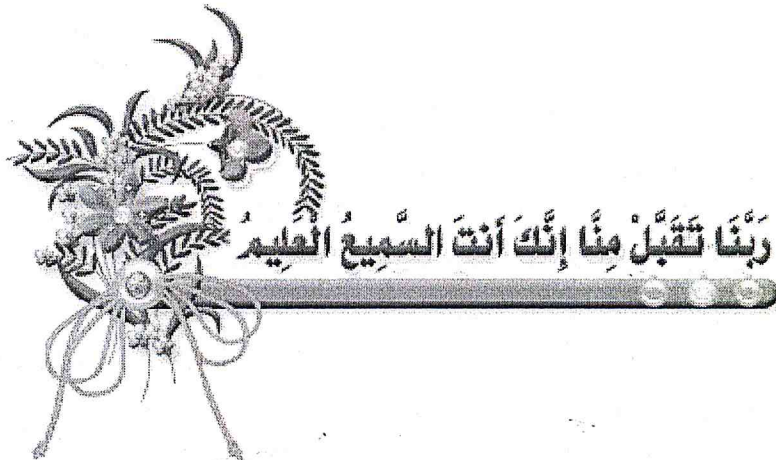 رَبَّنَا تَقَبَّلْ مِنَّا إِنَّكَ أَنتَ السَّمِيعُ الْعَلِيمُ